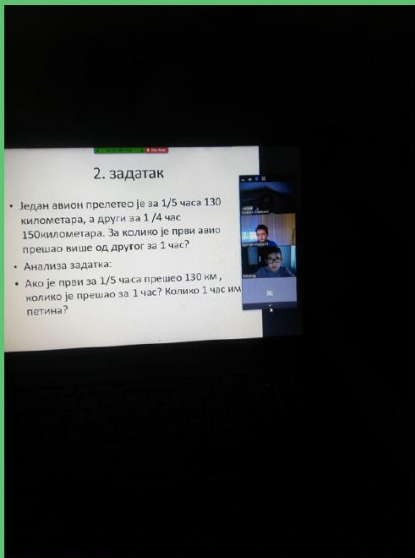 2. задатак
• Један авион прелетео је за 1/5 часа 130
километара, а други за 1 /4 час
150километара. За колико је први авио
прешао више од другог за 1 час?
• Анализа задатка:
• Ако је први за 1/5 часа прешео 130 км ,
колико је прешао за 1 час? Колико 1 час им
петина?